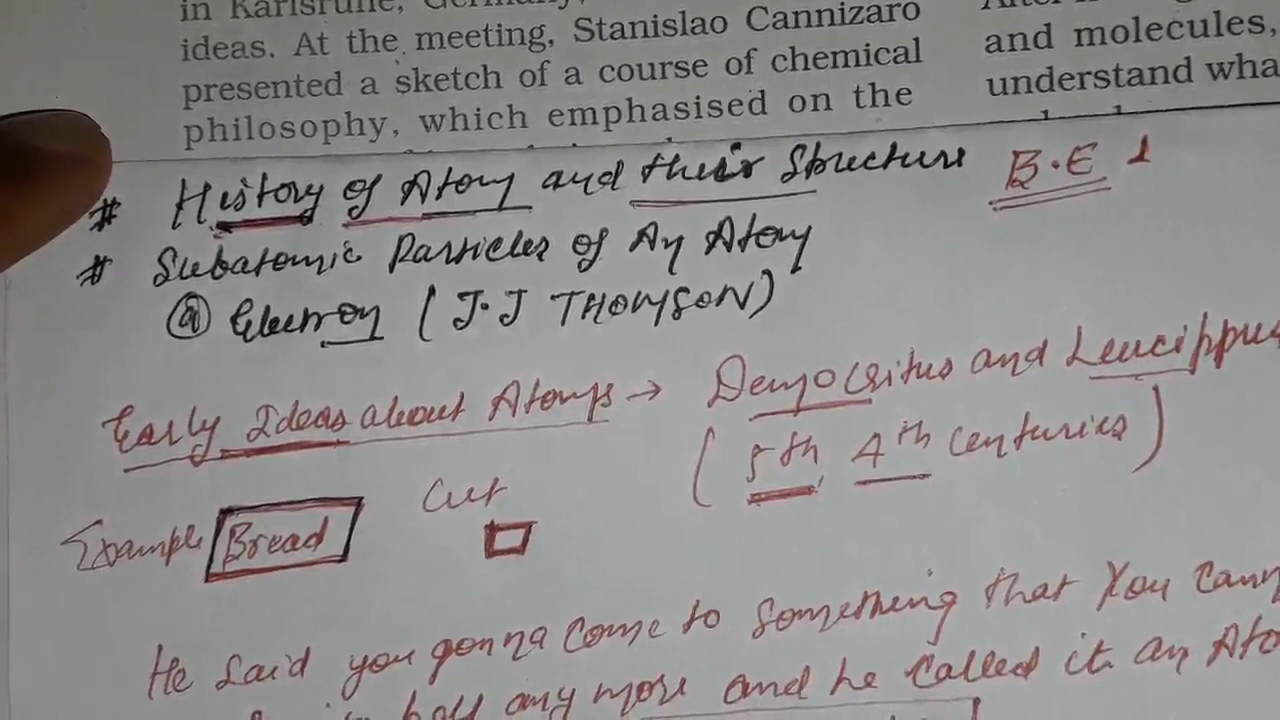 in Karlsruhe, Germany,
ideas. At the meeting, Stanislao Cannizaro
presented a sketch of a course of chemical
philosophy, which emphasised on the
and molecules,
understand wha
# History of Atom and their Structure B.E 1
# Subatomic Particles of An Atom
(a) Electron (J.J THOMSON)
Early Ideas about Atoms → Democritus and Leucippus
(5th, 4th centuries)
Example Bread Cut
He Said you gonna Come to Something that You Cann
half any more and he Called it an Ato